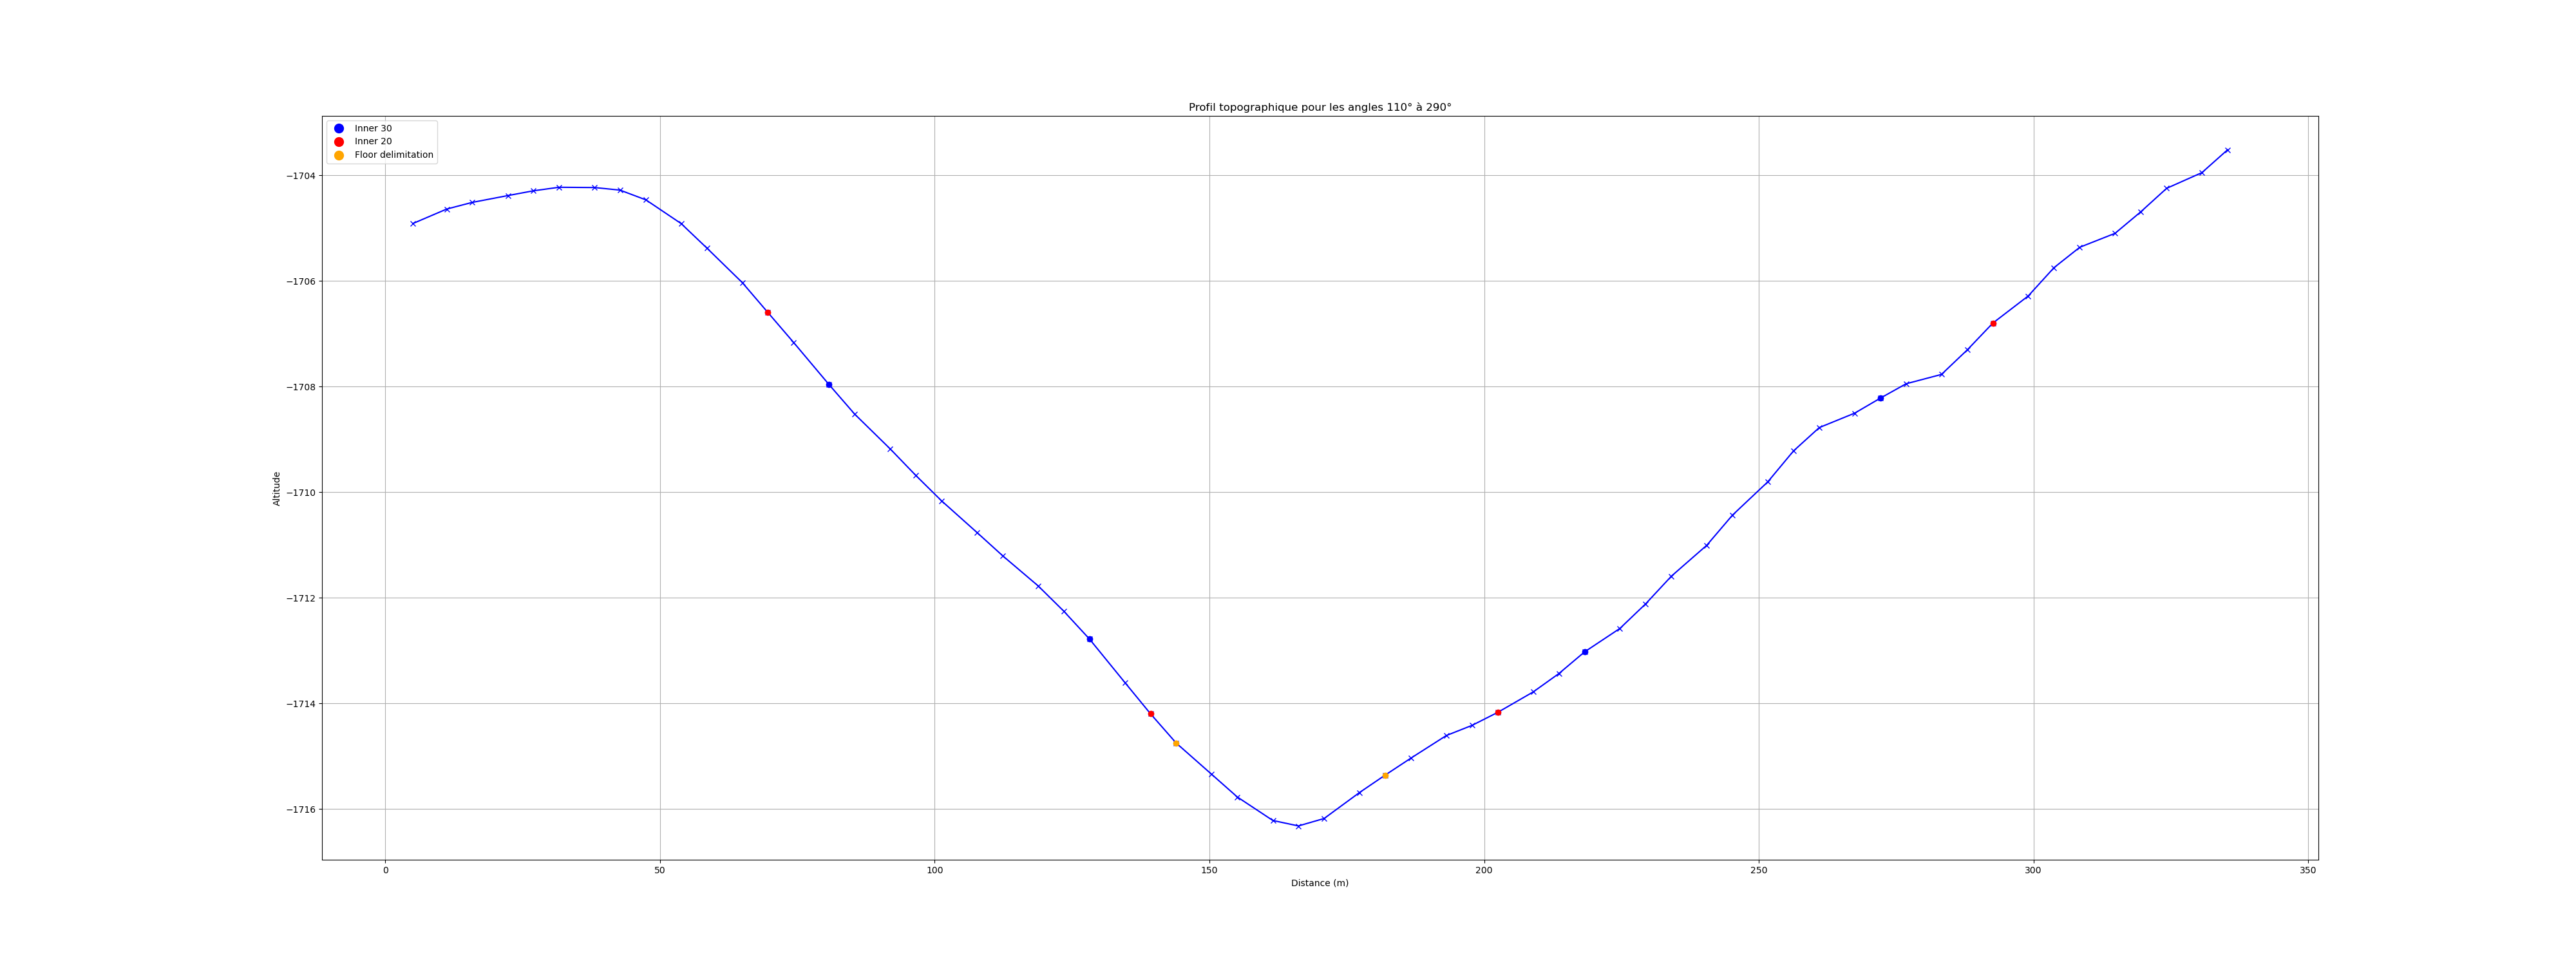 Profil topographique pour les angles 110° à 290°
Inner 30
Inner 20
Floor delimitation
−1704
−1706
−1708
−1710
−1712
−1714
−1716
Altitude
0 50 100 150 200 250 300 350
Distance (m)